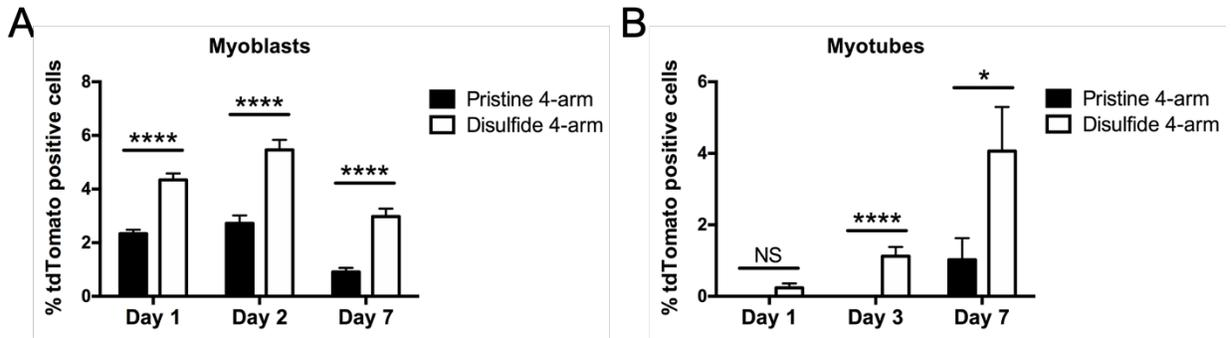 A
Myoblasts
% tdTomato positive cells
8
6
4
2
0
****
****
****
Day 1
Day 2
Day 7
Pristine 4-arm
Disulfide 4-arm
B
Myotubes
% tdTomato positive cells
6
4
2
0
NS
****
*
Day 1
Day 3
Day 7
Pristine 4-arm
Disulfide 4-arm